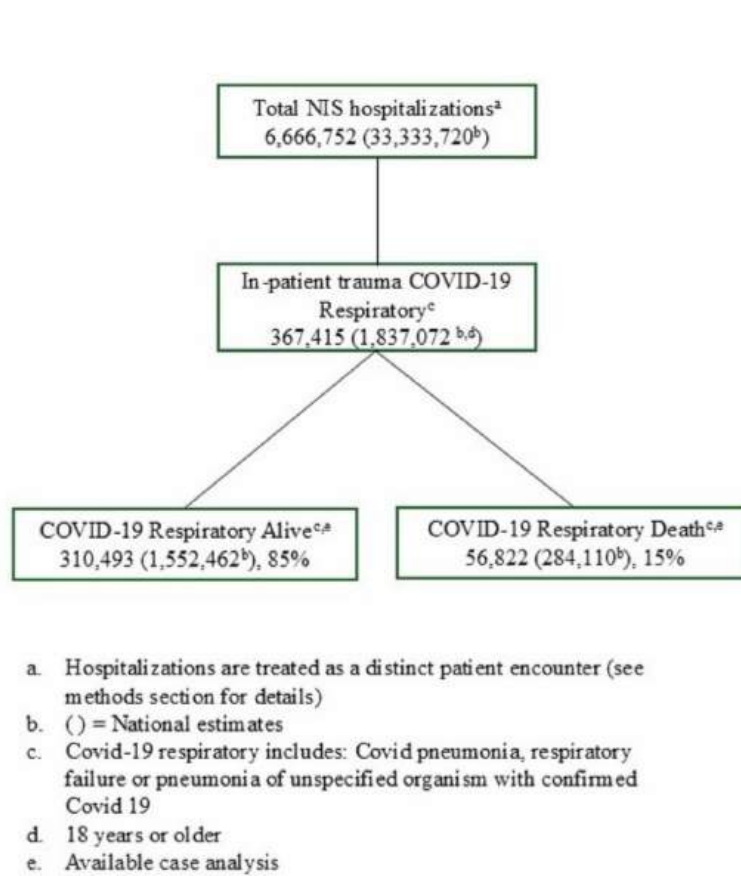 Total NIS hospitalizationsᵃ
6,666,752 (33,333,720ᵇ)
In-patient trauma COVID-19
Respiratoryᶜ
367,415 (1,837,072 ᵇ,ᵈ)
COVID-19 Respiratory Aliveᶜ,ᵉ
310,493 (1,552,462ᵇ), 85%
COVID-19 Respiratory Deathᶜ,ᵉ
56,822 (284,110ᵇ), 15%
a. Hospitalizations are treated as a distinct patient encounter (see
methods section for details)
b. ( ) = National estimates
c. Covid-19 respiratory includes: Covid pneumonia, respiratory
failure or pneumonia of unspecified organism with confirmed
Covid 19
d. 18 years or older
e. Available case analysis